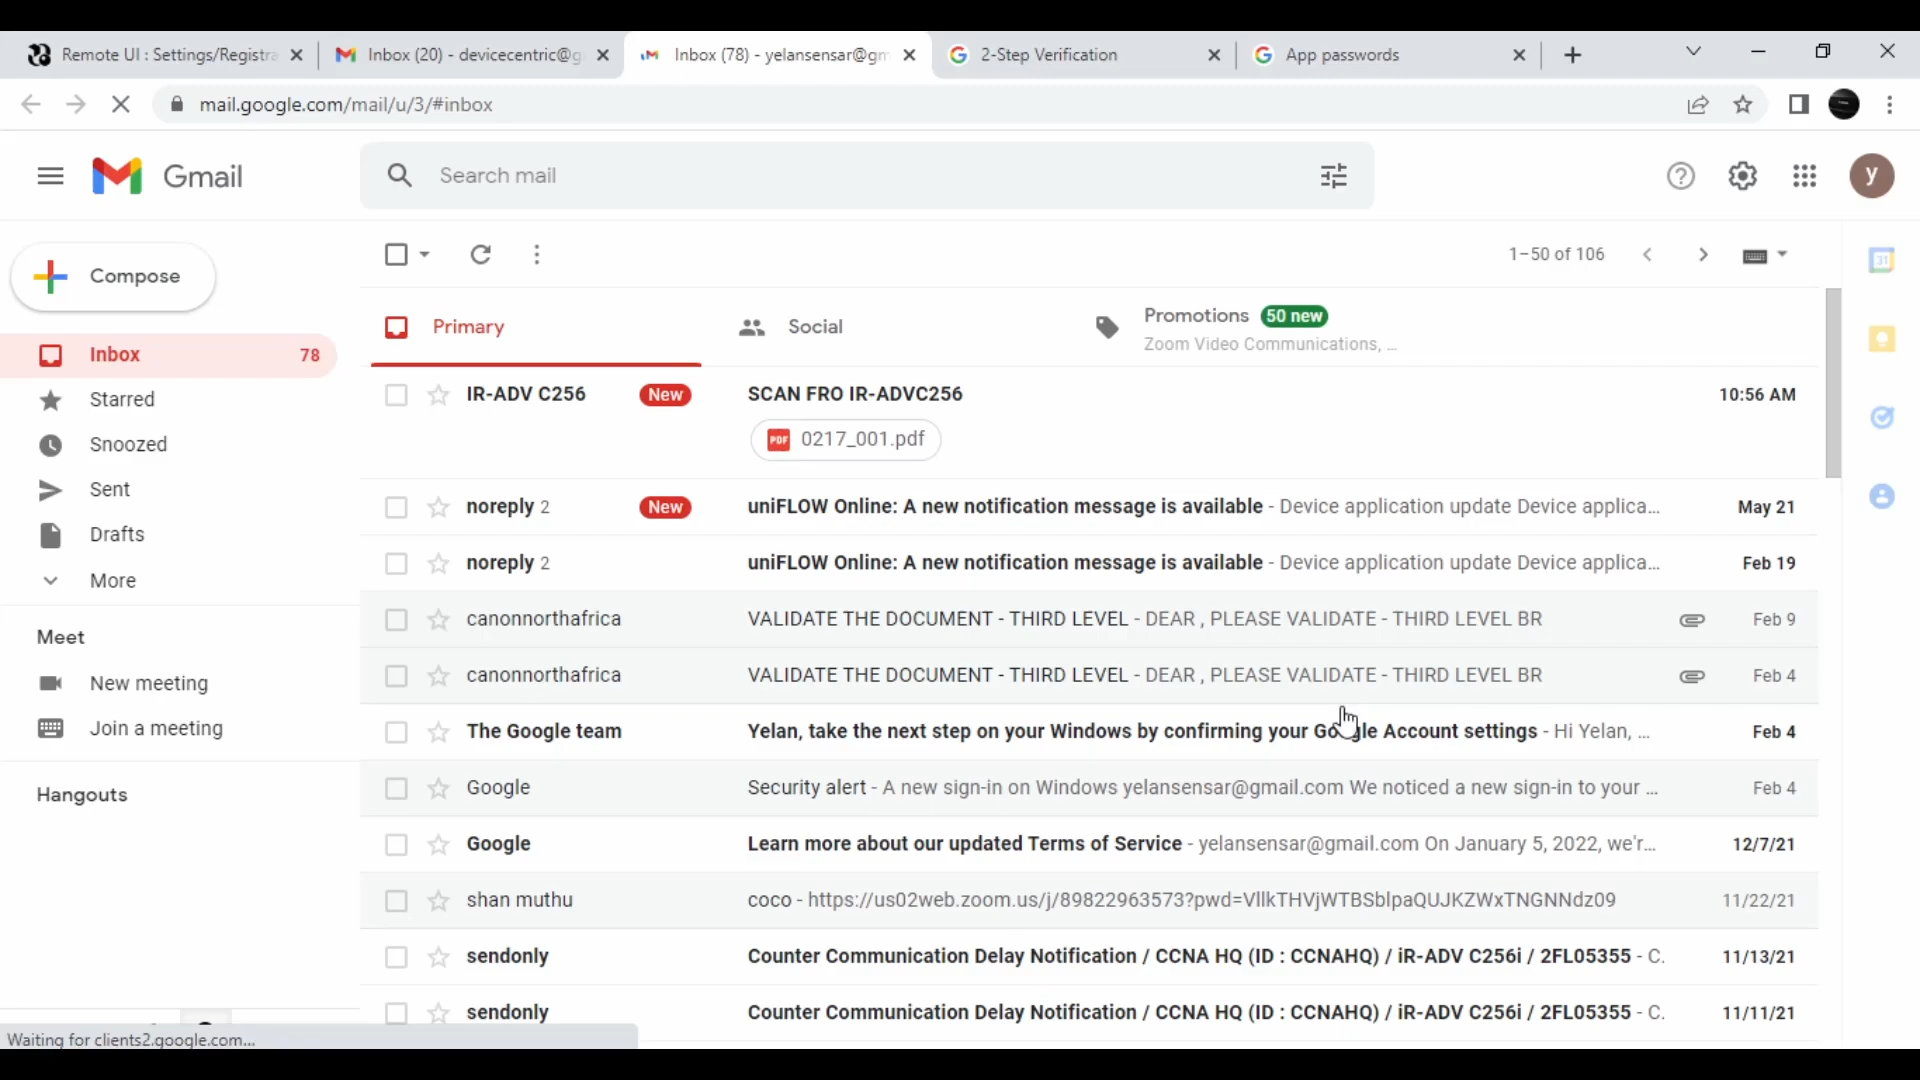 Remote UI : Settings/Registra
Inbox (20) - devicecentric@g
Inbox (78) - yelansensar@gm
2-Step Verification
App passwords
mail.google.com/mail/u/3/#inbox
Gmail
Search mail
y
Compose
1–50 of 106
31
Primary
Social
Promotions 50 new
Zoom Video Communications, ...
Inbox 78
Starred
Snoozed
Sent
Drafts
More
Meet
New meeting
Join a meeting
Hangouts
IR-ADV C256 New SCAN FRO IR-ADVC256 10:56 AM
PDF 0217_001.pdf
noreply 2 New uniFLOW Online: A new notification message is available - Device application update Device applica... May 21
noreply 2 uniFLOW Online: A new notification message is available - Device application update Device applica... Feb 19
canonnorthafrica VALIDATE THE DOCUMENT - THIRD LEVEL - DEAR , PLEASE VALIDATE - THIRD LEVEL BR Feb 9
canonnorthafrica VALIDATE THE DOCUMENT - THIRD LEVEL - DEAR , PLEASE VALIDATE - THIRD LEVEL BR Feb 4
The Google team Yelan, take the next step on your Windows by confirming your Google Account settings - Hi Yelan, ... Feb 4
Google Security alert - A new sign-in on Windows yelansensar@gmail.com We noticed a new sign-in to your ... Feb 4
Google Learn more about our updated Terms of Service - yelansensar@gmail.com On January 5, 2022, we'r... 12/7/21
shan muthu coco - https://us02web.zoom.us/j/89822963573?pwd=VllkTHVjWTBSblpaQUJKZWxTNGNNdz09 11/22/21
sendonly Counter Communication Delay Notification / CCNA HQ (ID : CCNAHQ) / iR-ADV C256i / 2FL05355 - C. 11/13/21
sendonly Counter Communication Delay Notification / CCNA HQ (ID : CCNAHQ) / iR-ADV C256i / 2FL05355 - C. 11/11/21
Waiting for clients2.google.com...